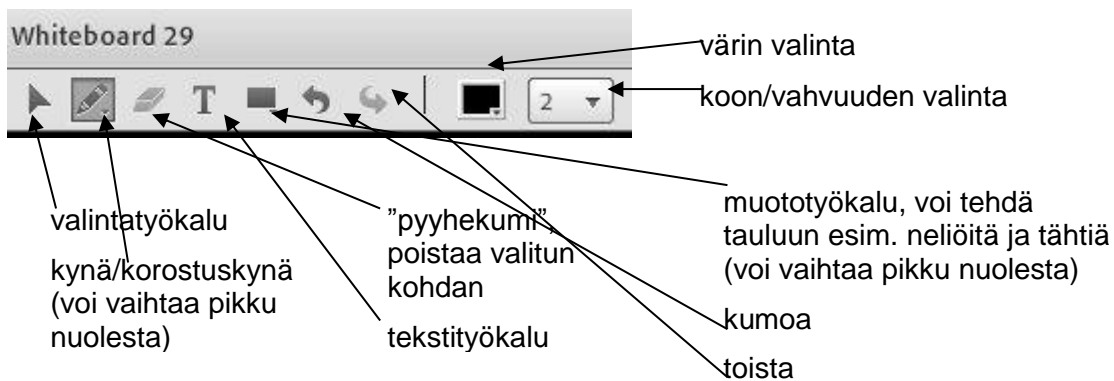 Whiteboard 29
T
2
värin valinta
koon/vahvuuden valinta
valintatyökalu
kynä/korostuskynä
(voi vaihtaa pikku
nuolesta)
"pyyhekumi",
poistaa valitun
kohdan
tekstityökalu
muototyökalu, voi tehdä
tauluun esim. neliöitä ja tähtiä
(voi vaihtaa pikku nuolesta)
kumoa
toista